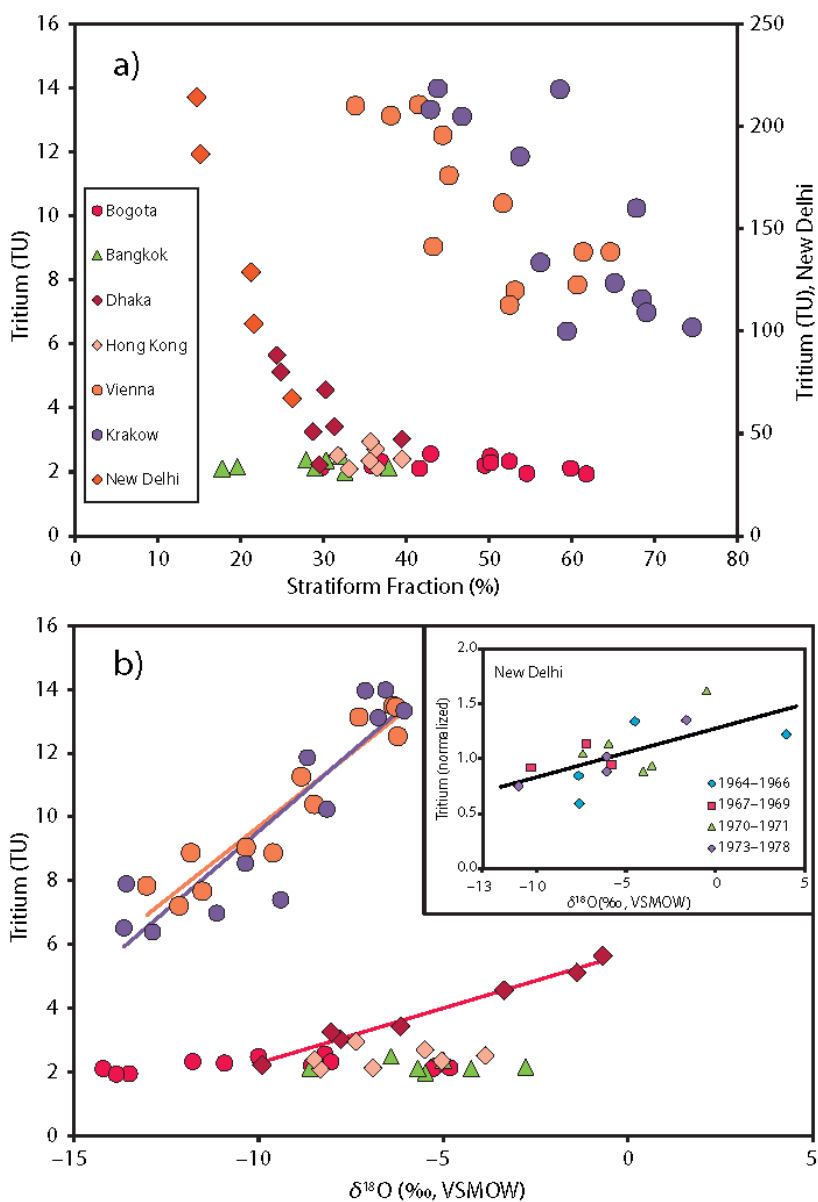 a)
16
14
12
10
8
6
4
2
0
Tritium (TU)
250
200
150
100
50
0
Tritium (TU), New Delhi
Bogota
Bangkok
Dhaka
Hong Kong
Vienna
Krakow
New Delhi
0 10 20 30 40 50 60 70 80
Stratiform Fraction (%)
b)
16
14
12
10
8
6
4
2
0
Tritium (TU)
−15 −10 −5 0 5
δ¹⁸O (‰, VSMOW)
New Delhi
2.0
1.5
1.0
0.5
0.0
Tritium (normalized)
1964–1966
1967–1969
1970–1971
1973–1978
−13 −10 −5 0 5
δ¹⁸O (‰, VSMOW)